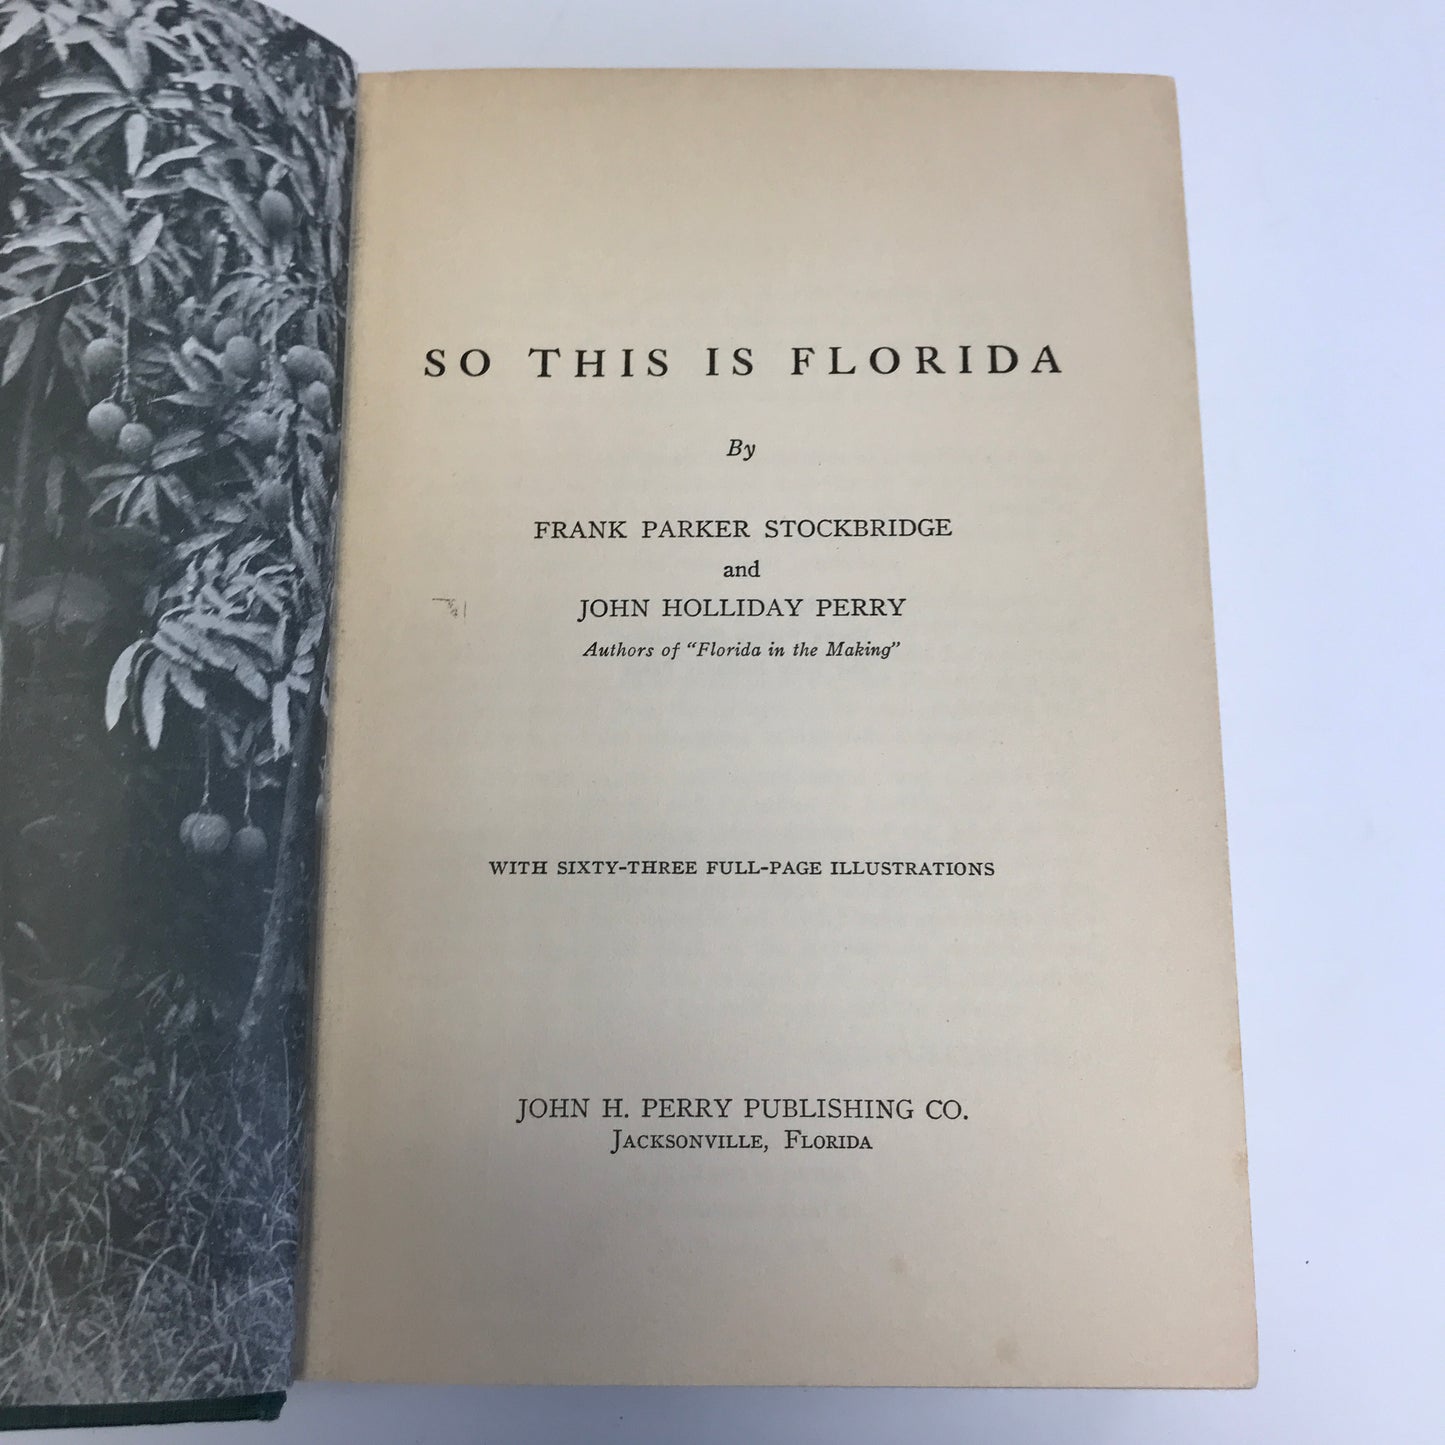 SO THIS IS FLORIDA
By
FRANK PARKER STOCKBRIDGE
and
JOHN HOLLIDAY PERRY
Authors of "Florida in the Making"
WITH SIXTY-THREE FULL-PAGE ILLUSTRATIONS
JOHN H. PERRY PUBLISHING CO.
JACKSONVILLE, FLORIDA